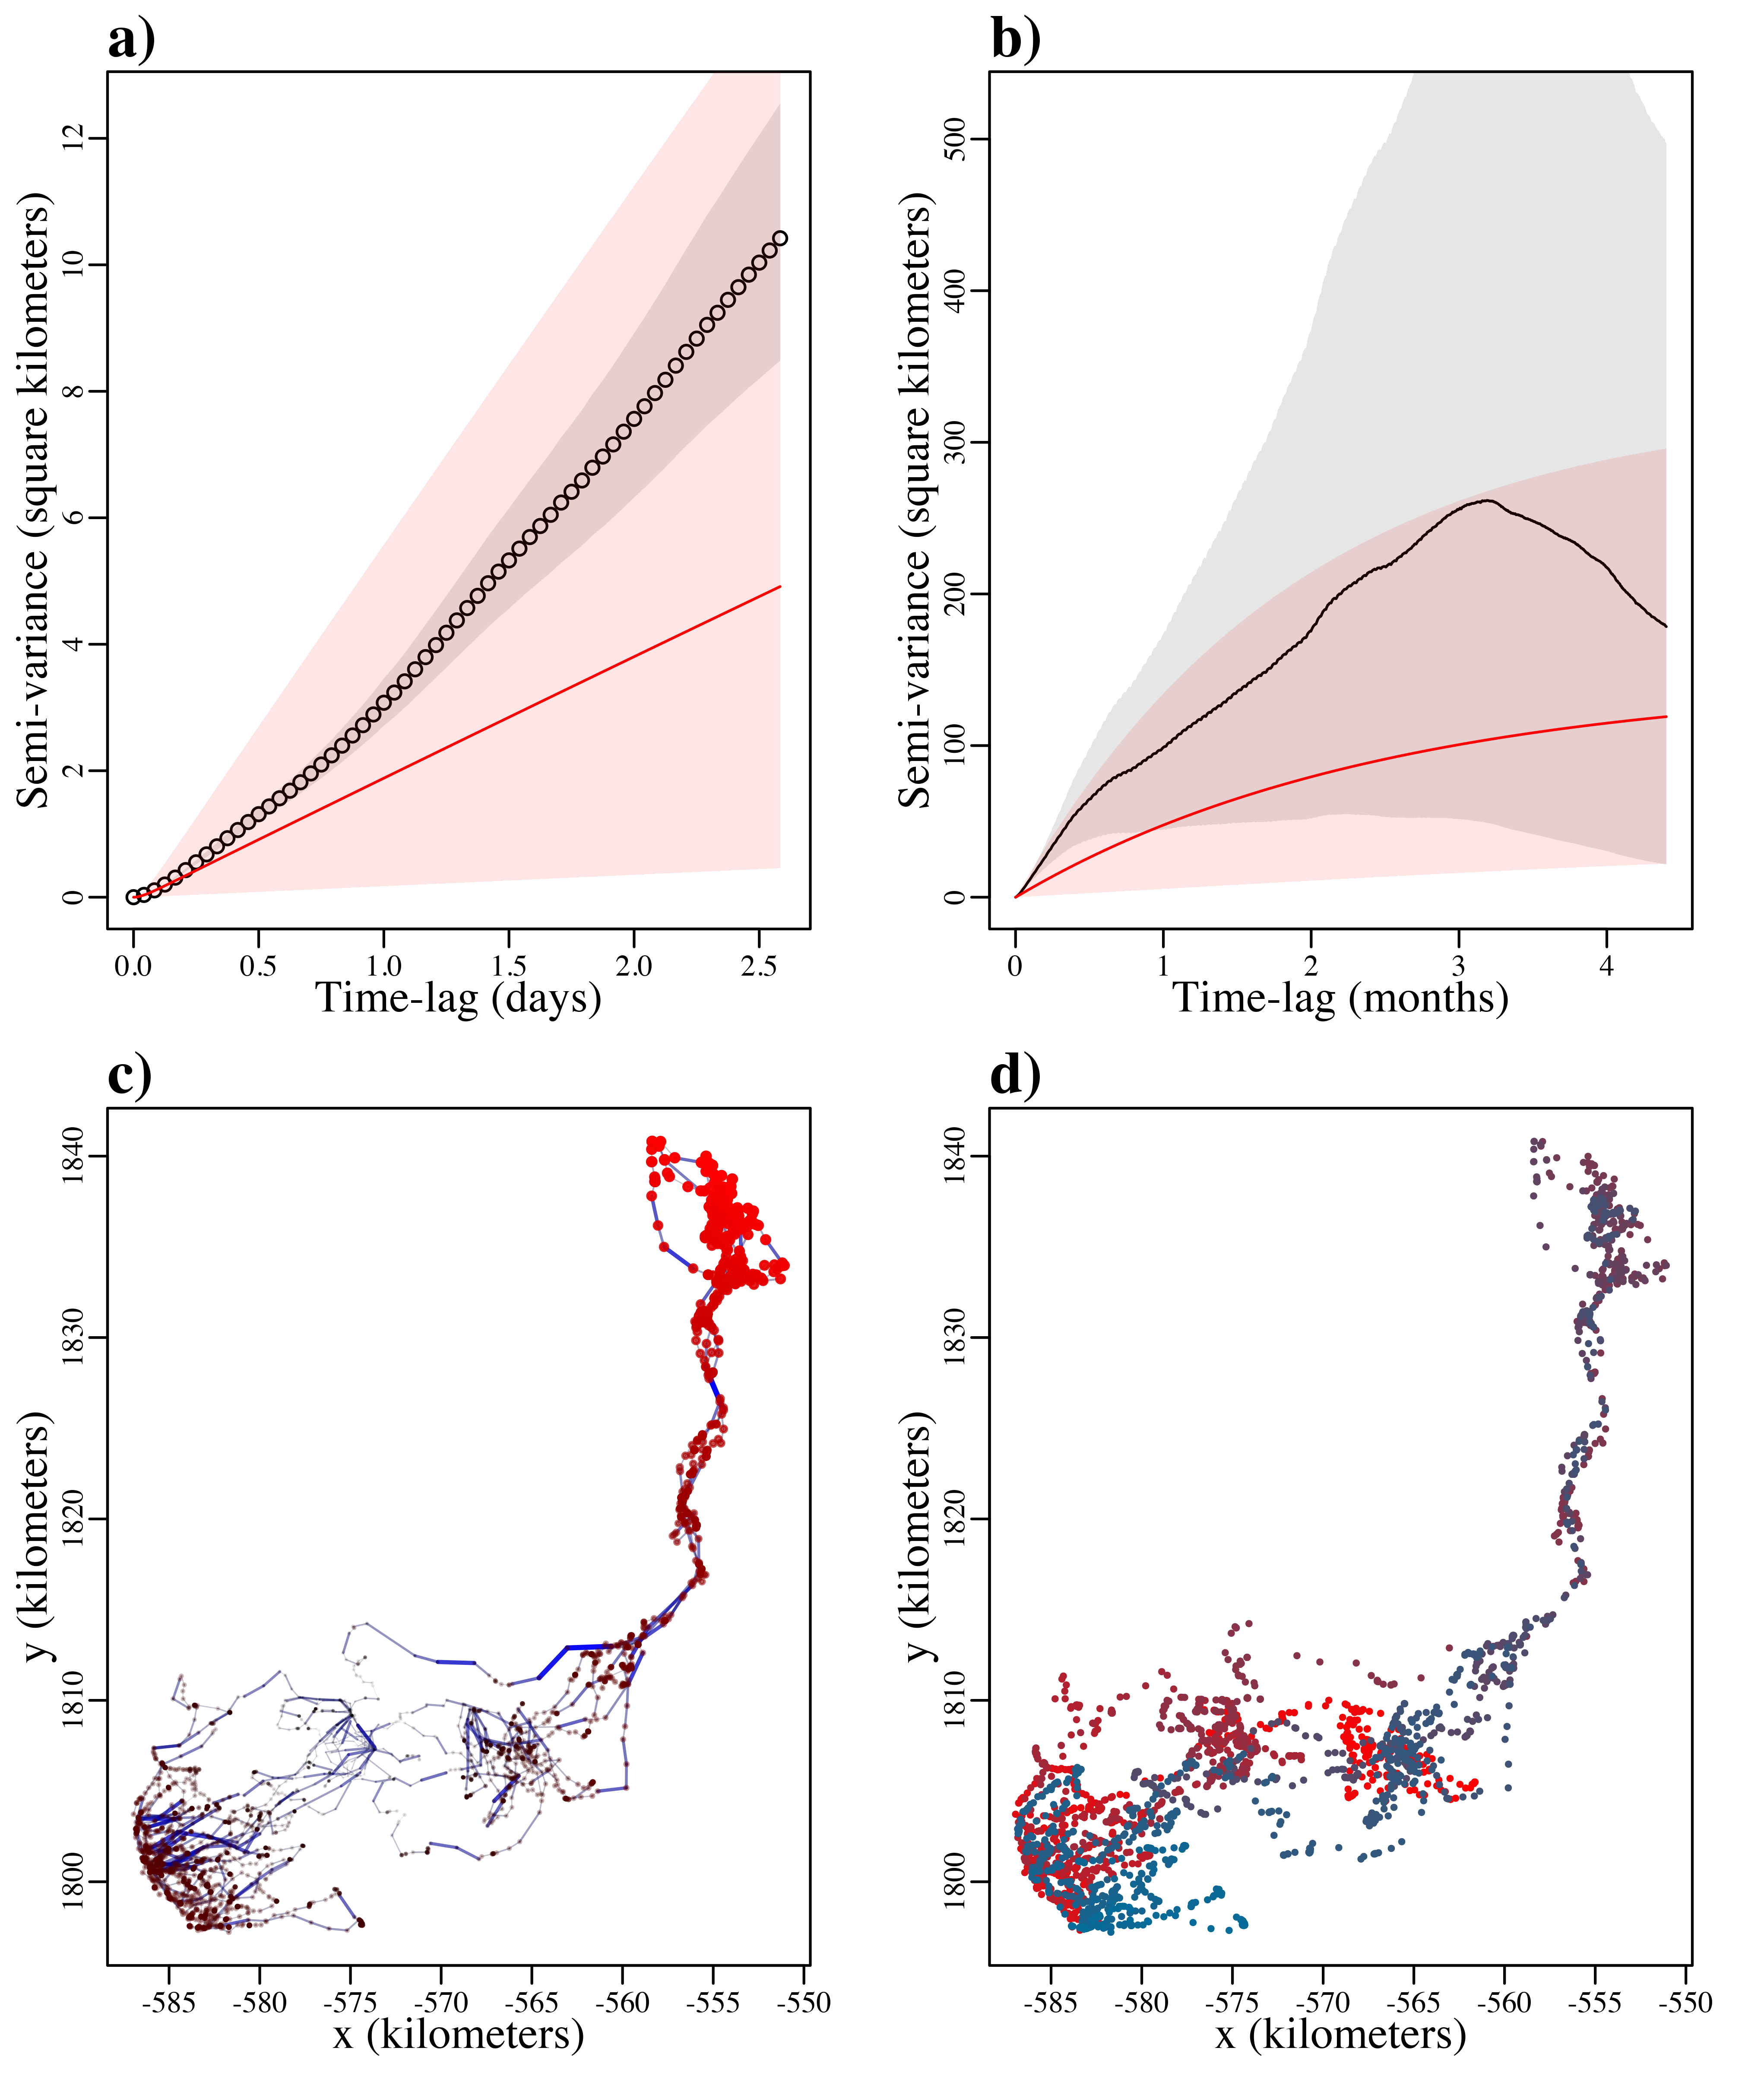 a)
Semi-variance (square kilometers)
0 2 4 6 8 10 12
0.0 0.5 1.0 1.5 2.0 2.5
Time-lag (days)
b)
Semi-variance (square kilometers)
0 100 200 300 400 500
0 1 2 3 4
Time-lag (months)
c)
y (kilometers)
1800 1810 1820 1830 1840
-585 -580 -575 -570 -565 -560 -555 -550
x (kilometers)
d)
y (kilometers)
1800 1810 1820 1830 1840
-585 -580 -575 -570 -565 -560 -555 -550
x (kilometers)